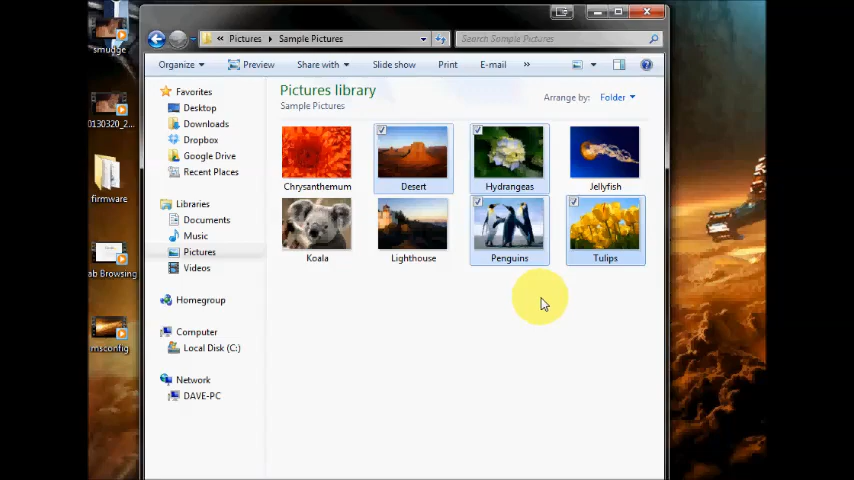 smudge
0130320_2...
firmware
ab Browsing
msconfig
« Pictures Sample Pictures
Search Sample Pictures
Organize Preview Share with Slide show Print E-mail »
Favorites
Desktop
Downloads
Dropbox
Google Drive
Recent Places
Libraries
Documents
Music
Pictures
Videos
Homegroup
Computer
Local Disk (C:)
Network
DAVE-PC
Pictures library
Sample Pictures
Arrange by: Folder
Chrysanthemum Desert Hydrangeas Jellyfish
Koala Lighthouse Penguins Tulips